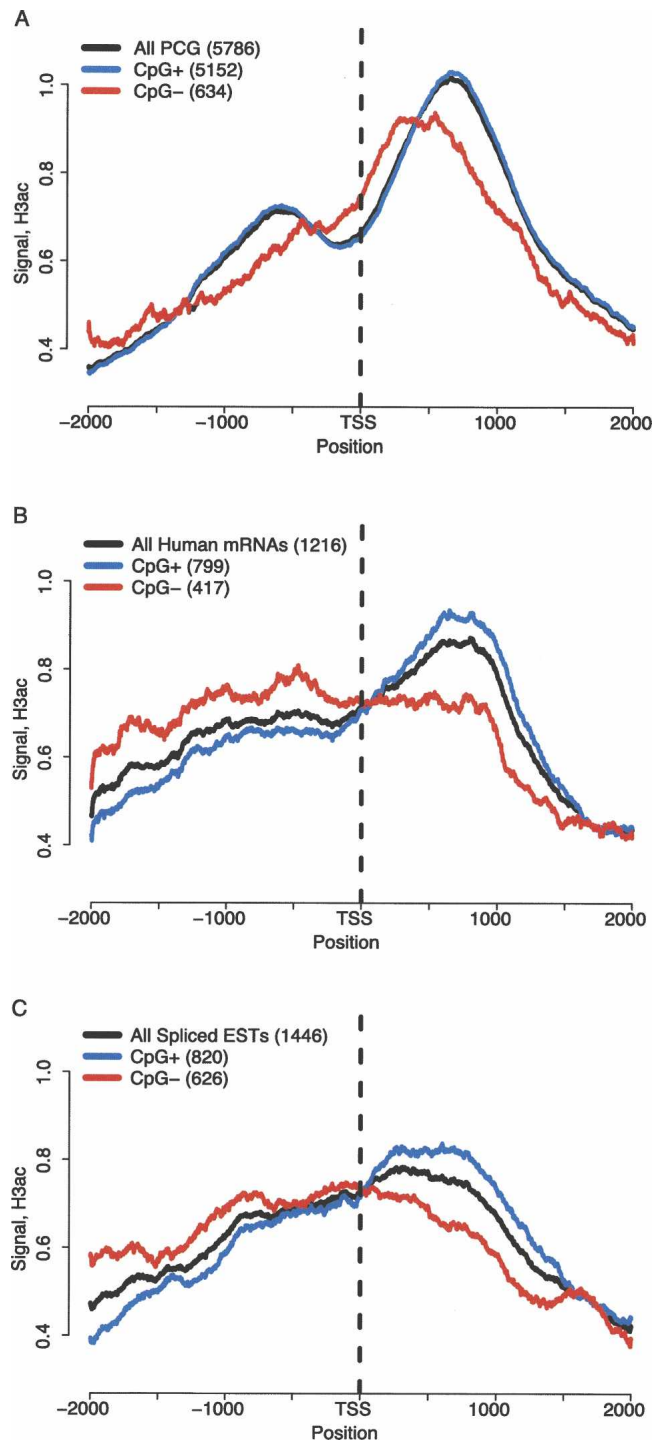 A
All PCG (5786)
CpG+ (5152)
CpG− (634)
Signal, H3ac
0.4
0.6
0.8
1.0
−2000
−1000
TSS
1000
2000
Position
B
All Human mRNAs (1216)
CpG+ (799)
CpG− (417)
Signal, H3ac
0.4
0.6
0.8
1.0
−2000
−1000
TSS
1000
2000
Position
C
All Spliced ESTs (1446)
CpG+ (820)
CpG− (626)
Signal, H3ac
0.4
0.6
0.8
1.0
−2000
−1000
TSS
1000
2000
Position